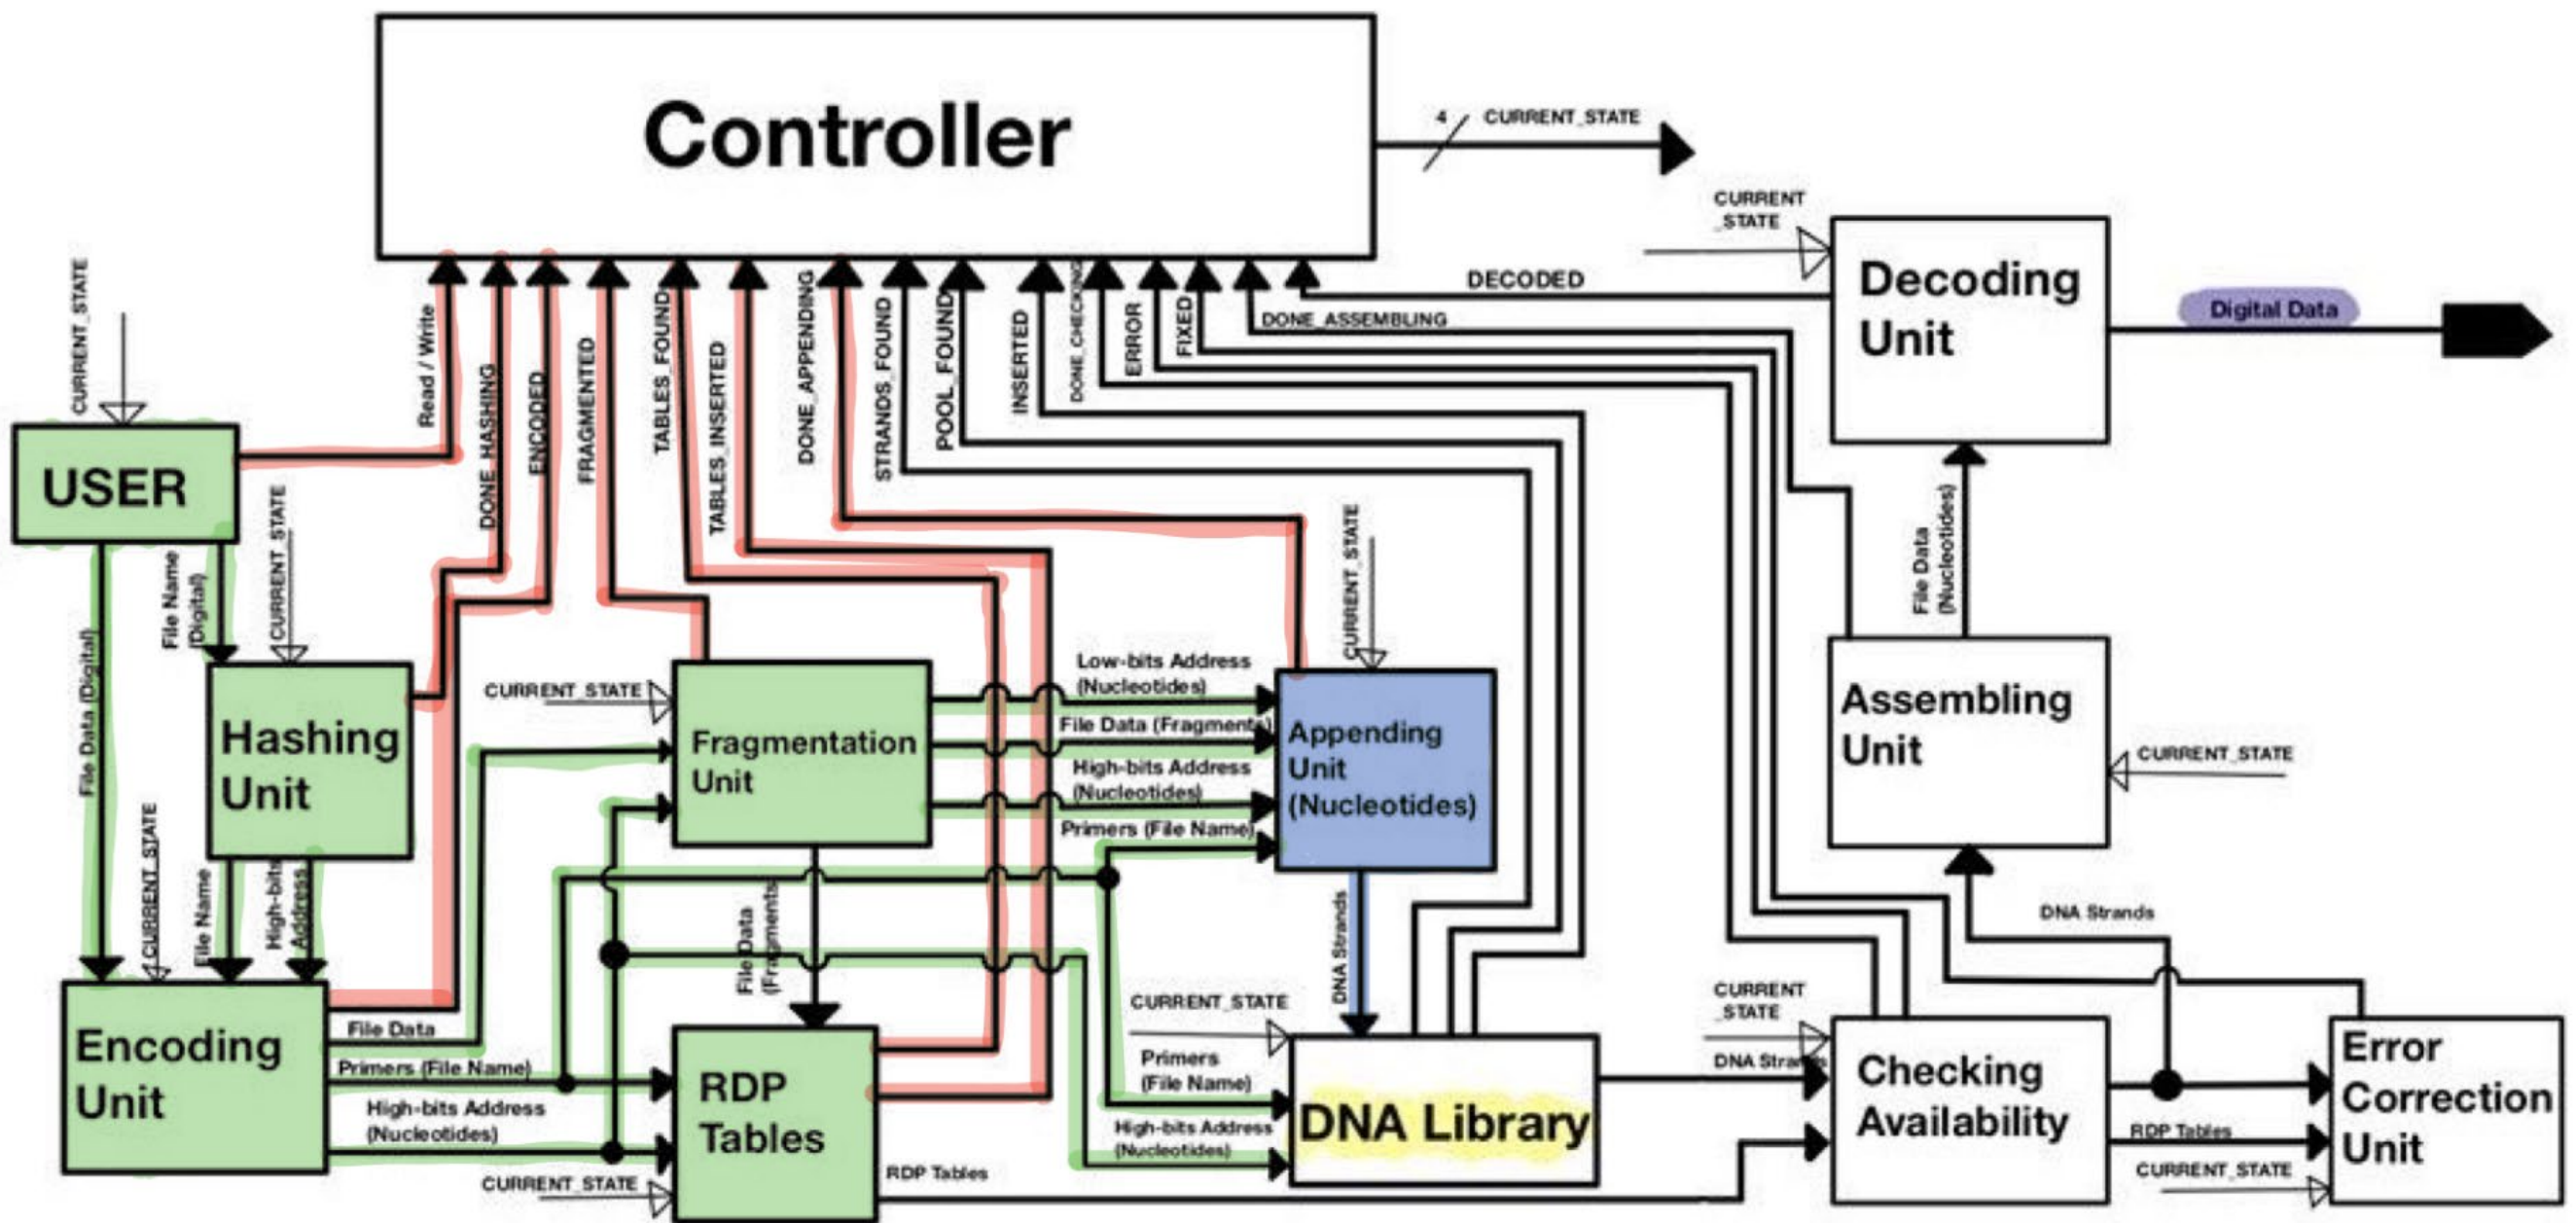 Controller
4
CURRENT_STATE
CURRENT
_STATE
Decoding
Unit
Digital Data
DECODED
DONE_ASSEMBLING
CURRENT_STATE
Read / Write
DONE_HASHING
ENCODED
FRAGMENTED
TABLES_FOUND
TABLES_INSERTED
DONE_APPENDING
STRANDS_FOUND
POOL_FOUND
INSERTED
DONE_CHECKING
ERROR
FIXED
USER
File Name
(Digital)
CURRENT_STATE
File Data (Digital)
Hashing
Unit
CURRENT_STATE
File Name
High-bits
Address
Encoding
Unit
File Data
Primers (File Name)
High-bits Address
(Nucleotides)
CURRENT_STATE
CURRENT_STATE
Fragmentation
Unit
File Data
(Fragments)
RDP
Tables
RDP Tables
Low-bits Address
(Nucleotides)
File Data (Fragments)
High-bits Address
(Nucleotides)
Primers (File Name)
CURRENT_STATE
Appending
Unit
(Nucleotides)
DNA Strands
CURRENT_STATE
Primers
(File Name)
High-bits Address
(Nucleotides)
DNA Library
File Data
(Nucleotides)
Assembling
Unit
CURRENT_STATE
DNA Strands
CURRENT
_STATE
DNA Strands
Checking
Availability
RDP Tables
CURRENT_STATE
Error
Correction
Unit